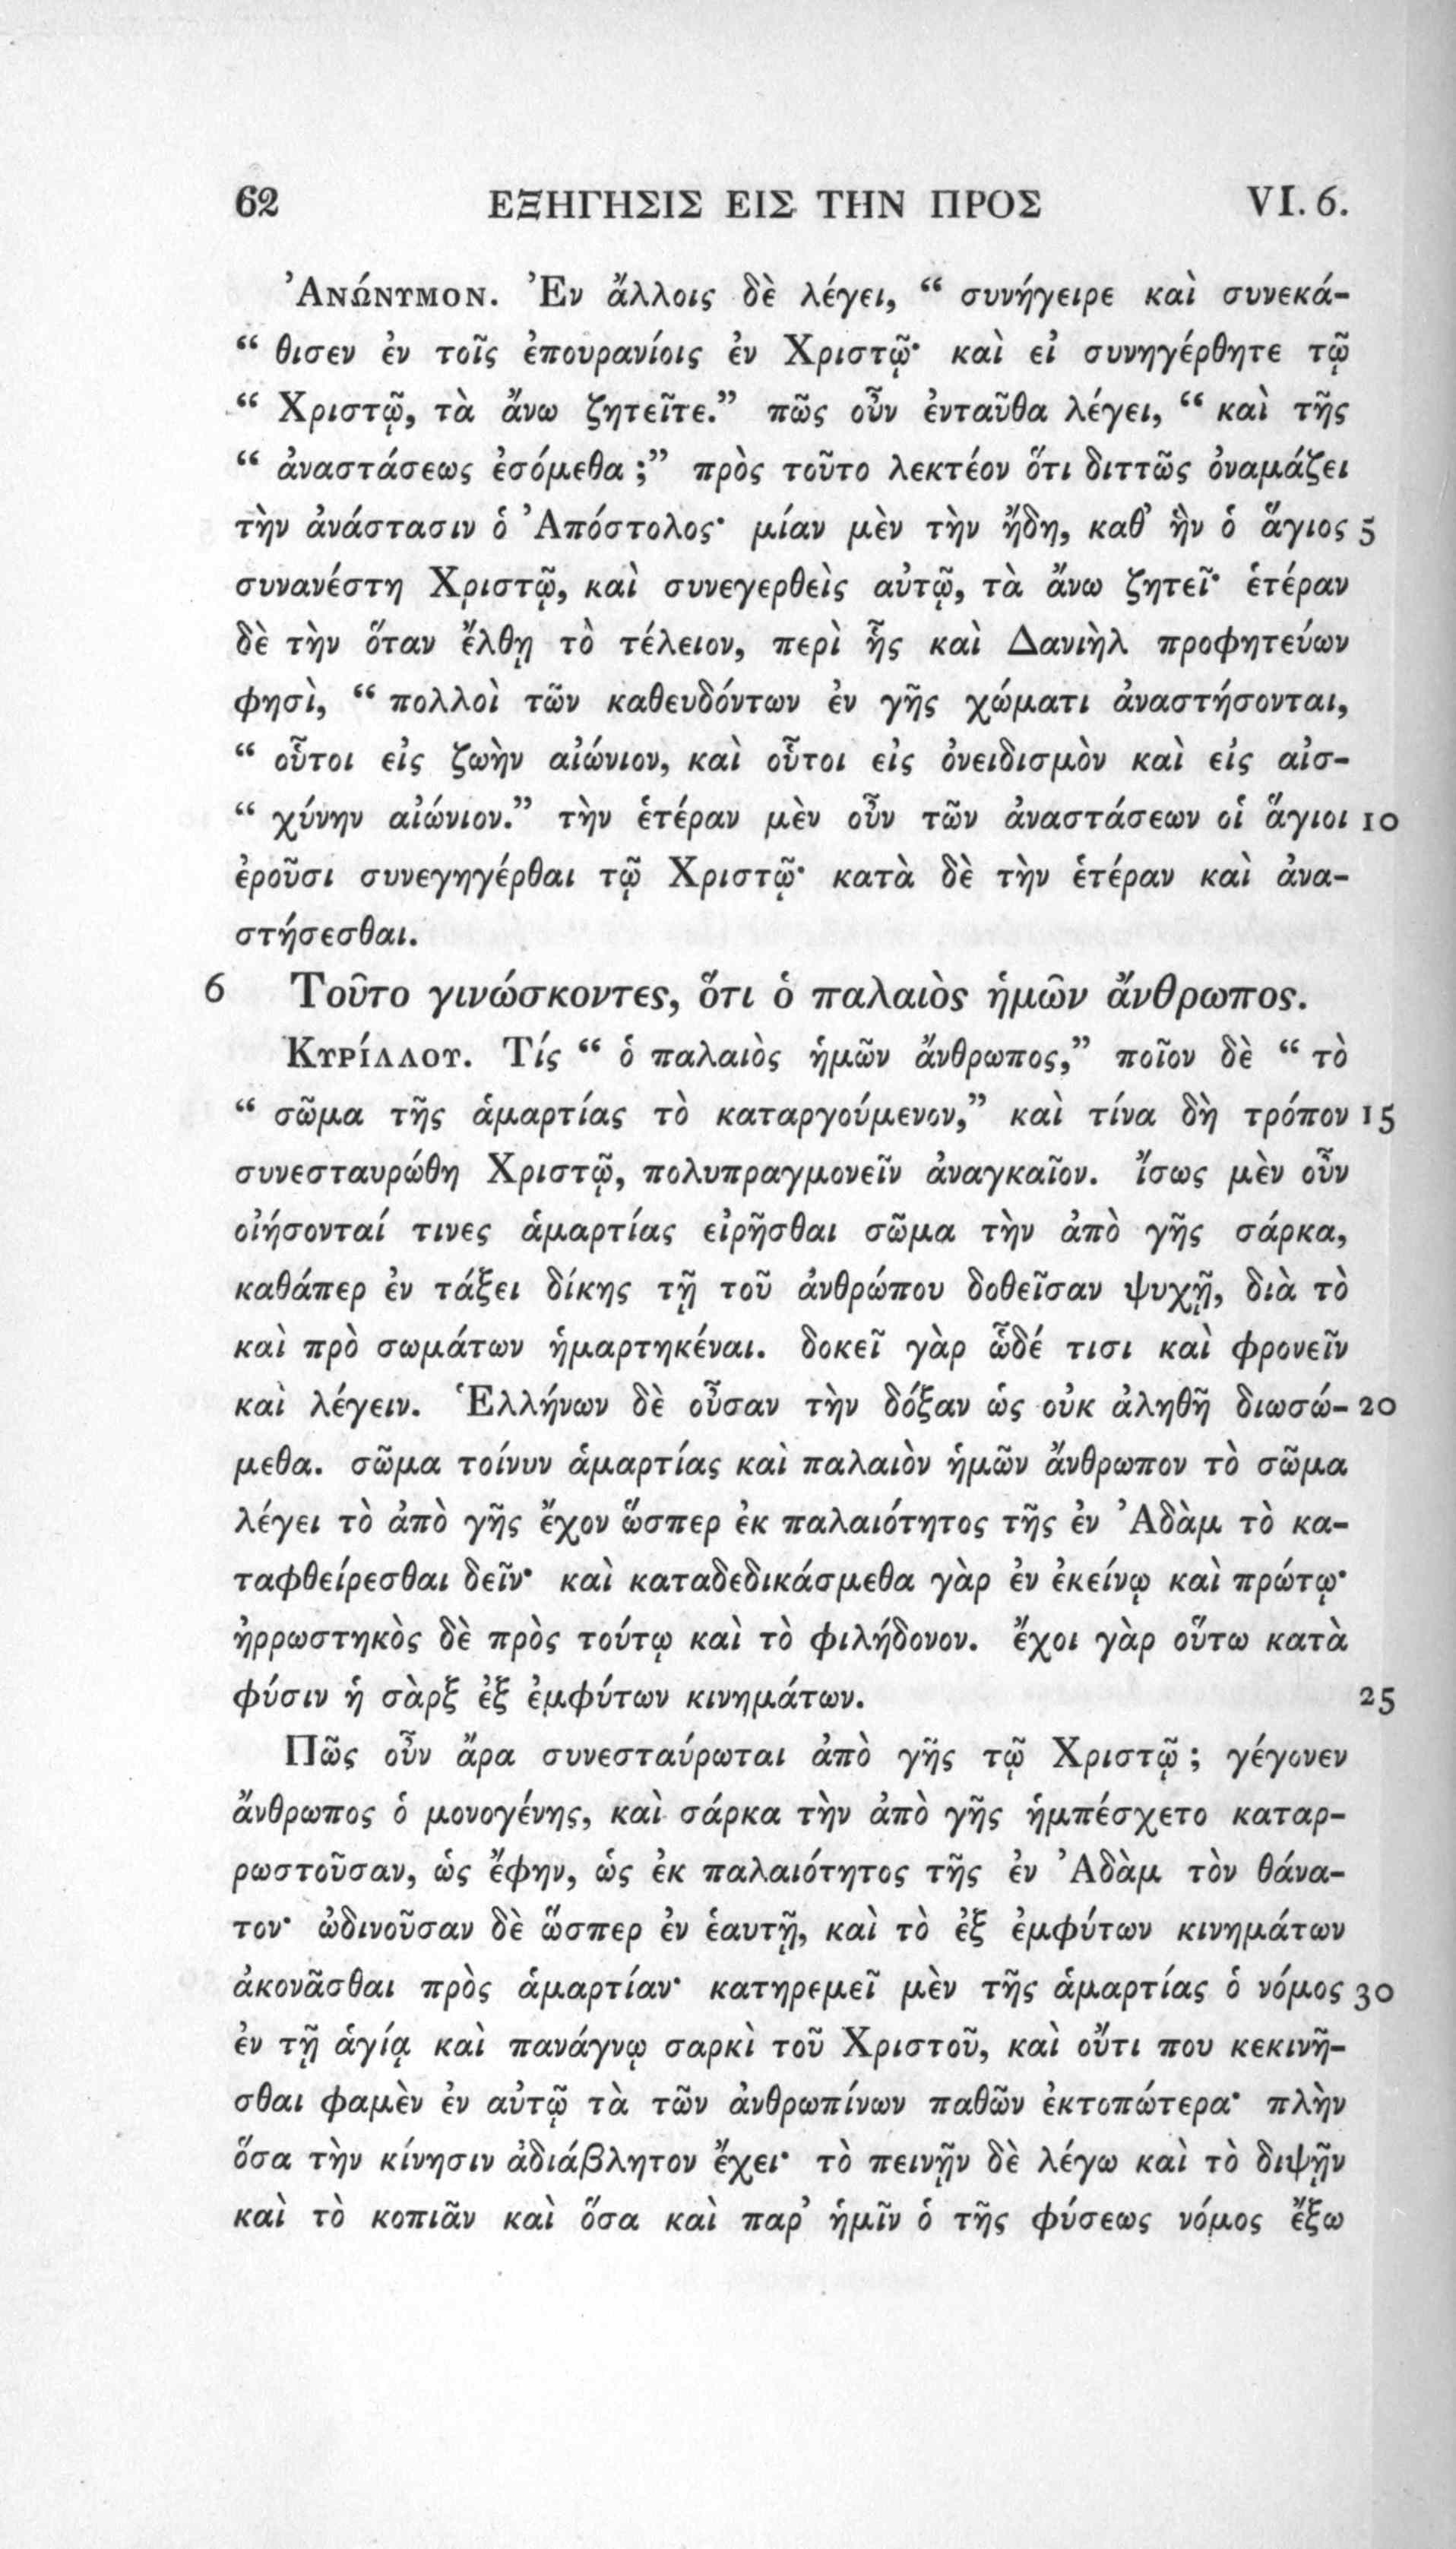 62 ΕΞΗΓΗΣΙΣ ΕΙΣ ΤΗΝ ΠΡΟΣ VI. 6.
Ἀνώνυμον. Ἐν ἄλλοις δὲ λέγει, “ συνήγειρε καὶ συνεκά-
“ θισεν ἐν τοῖς ἐπουρανίοις ἐν Χριστῷ· καὶ εἰ συνηγέρθητε τῷ
“ Χριστῷ, τὰ ἄνω ζητεῖτε.” πῶς οὖν ἐνταῦθα λέγει, “ καὶ τῆς
“ ἀναστάσεως ἐσόμεθα ;” πρὸς τοῦτο λεκτέον ὅτι διττῶς ὀναμάζει
τὴν ἀνάστασιν ὁ Ἀπόστολος· μίαν μὲν τὴν ἤδη, καθ’ ἣν ὁ ἅγιος 5
συνανέστη Χριστῷ, καὶ συνεγερθεὶς αὐτῷ, τὰ ἄνω ζητεῖ· ἑτέραν
δὲ τὴν ὅταν ἔλθῃ τὸ τέλειον, περὶ ἧς καὶ Δανιὴλ προφητεύων
φησὶ, “ πολλοὶ τῶν καθευδόντων ἐν γῆς χώματι ἀναστήσονται,
“ οὗτοι εἰς ζωὴν αἰώνιον, καὶ οὗτοι εἰς ὀνειδισμὸν καὶ εἰς αἰσ-
“ χύνην αἰώνιον.” τὴν ἑτέραν μὲν οὖν τῶν ἀναστάσεων οἱ ἅγιοι 10
ἐροῦσι συνεγηγέρθαι τῷ Χριστῷ· κατὰ δὲ τὴν ἑτέραν καὶ ἀνα-
στήσεσθαι.
6 Τοῦτο γινώσκοντες, ὅτι ὁ παλαιὸς ἡμῶν ἄνθρωπος.
Κυρίλλου. Τίς “ ὁ παλαιὸς ἡμῶν ἄνθρωπος,” ποῖον δὲ “ τὸ
“ σῶμα τῆς ἁμαρτίας τὸ καταργούμενον,” καὶ τίνα δὴ τρόπον 15
συνεσταυρώθη Χριστῷ, πολυπραγμονεῖν ἀναγκαῖον. ἴσως μὲν οὖν
οἰήσονταί τινες ἁμαρτίας εἰρῆσθαι σῶμα τὴν ἀπὸ γῆς σάρκα,
καθάπερ ἐν τάξει δίκης τῇ τοῦ ἀνθρώπου δοθεῖσαν ψυχῇ, διὰ τὸ
καὶ πρὸ σωμάτων ἡμαρτηκέναι. δοκεῖ γὰρ ὧδέ τισι καὶ φρονεῖν
καὶ λέγειν. Ἑλλήνων δὲ οὖσαν τὴν δόξαν ὡς οὐκ ἀληθῆ διωσώ- 20
μεθα. σῶμα τοίνυν ἁμαρτίας καὶ παλαιὸν ἡμῶν ἄνθρωπον τὸ σῶμα
λέγει τὸ ἀπὸ γῆς ἔχον ὥσπερ ἐκ παλαιότητος τῆς ἐν Ἀδὰμ τὸ κα-
ταφθείρεσθαι δεῖν· καὶ καταδεδικάσμεθα γὰρ ἐν ἐκείνῳ καὶ πρώτῳ·
ἠρρωστηκὸς δὲ πρὸς τούτῳ καὶ τὸ φιλήδονον. ἔχοι γὰρ οὕτω κατὰ
φύσιν ἡ σὰρξ ἐξ ἐμφύτων κινημάτων. 25
Πῶς οὖν ἄρα συνεσταύρωται ἀπὸ γῆς τῷ Χριστῷ ; γέγονεν
ἄνθρωπος ὁ μονογένης, καὶ σάρκα τὴν ἀπὸ γῆς ἠμπέσχετο καταρ-
ρωστοῦσαν, ὡς ἔφην, ὡς ἐκ παλαιότητος τῆς ἐν Ἀδὰμ τὸν θάνα-
τον· ὠδινοῦσαν δὲ ὥσπερ ἐν ἑαυτῇ, καὶ τὸ ἐξ ἐμφύτων κινημάτων
ἀκονᾶσθαι πρὸς ἁμαρτίαν· κατηρεμεῖ μὲν τῆς ἁμαρτίας ὁ νόμος 30
ἐν τῇ ἁγίᾳ καὶ πανάγνῳ σαρκὶ τοῦ Χριστοῦ, καὶ οὔτι που κεκινῆ-
σθαι φαμὲν ἐν αὐτῷ τὰ τῶν ἀνθρωπίνων παθῶν ἐκτοπώτερα· πλὴν
ὅσα τὴν κίνησιν ἀδιάβλητον ἔχει· τὸ πεινῇν δὲ λέγω καὶ τὸ διψῇν
καὶ τὸ κοπιᾶν καὶ ὅσα καὶ παρ’ ἡμῖν ὁ τῆς φύσεως νόμος ἔξω